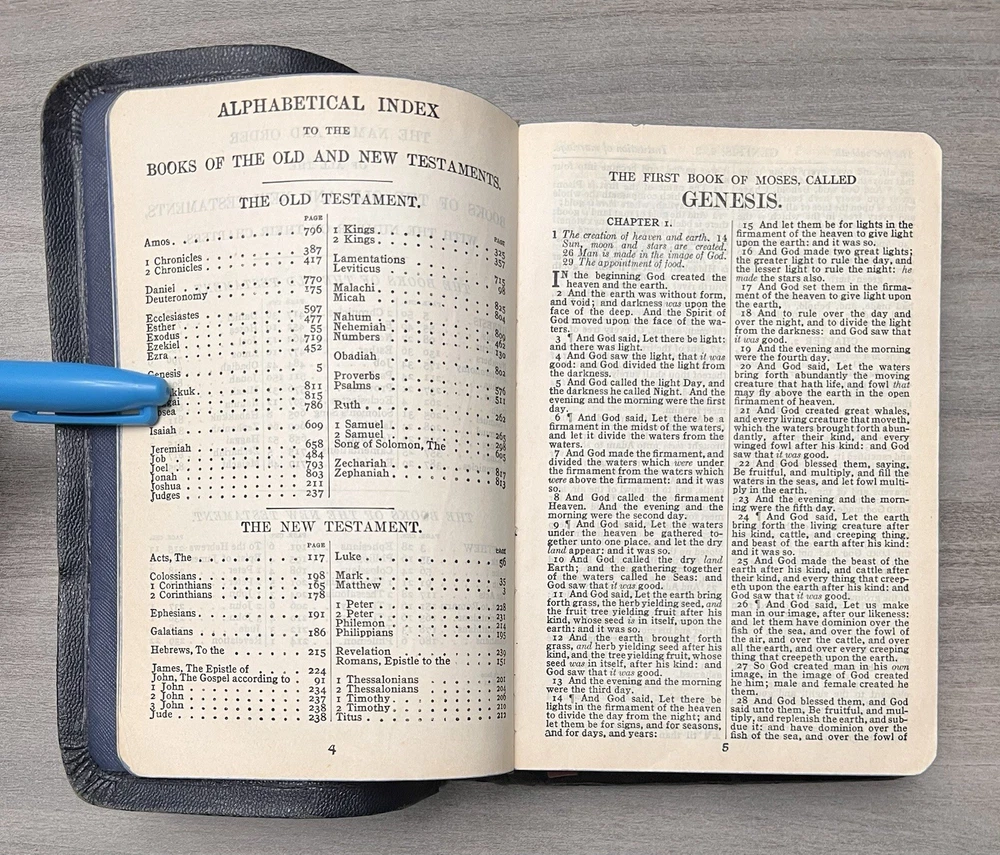 ALPHABETICAL INDEX
TO THE
BOOKS OF THE OLD AND NEW TESTAMENTS.
THE OLD TESTAMENT.
PAGE
Amos . . . 796
1 Chronicles . . . 387
2 Chronicles . . . 417
Daniel . . . 770
Deuteronomy . . . 175
Ecclesiastes . . . 597
Esther . . . 477
Exodus . . . 55
Ezekiel . . . 719
Ezra . . . 452
Genesis . . . 5
811
815
786
Isaiah . . . 609
Jeremiah . . . 658
Job . . . 484
Joel . . . 793
Jonah . . . 803
Joshua . . . 211
Judges . . . 237
PAGE
1 Kings . . . 325
2 Kings . . . 357
Lamentations . . . 715
Leviticus . . . 98
Malachi . . . 825
Micah . . . 804
Nahum . . .
Nehemiah . . . 462
Numbers . . . 139
Obadiah . . . 802
Proverbs . . . 576
Psalms . . . 511
Ruth . . . 262
1 Samuel . . . 265
2 Samuel . . . 298
Song of Solomon, The . . . 605
Zechariah . . . 817
Zephaniah . . . 813
THE NEW TESTAMENT.
PAGE
Acts, The . . . 117
Colossians . . . 198
1 Corinthians . . . 165
2 Corinthians . . . 178
Ephesians . . . 191
Galatians . . . 186
Hebrews, To the . . . 215
James, The Epistle of . . . 224
John, The Gospel according to . 91
1 John . . . 234
2 John . . . 237
3 John . . . 238
Jude . . . 238
PAGE
Luke . . . 56
Mark . . . 35
Matthew . . . 3
1 Peter . . . 228
2 Peter . . . 231
Philemon . . . 214
Philippians . . . 195
Revelation . . . 239
Romans, Epistle to the . . . 151
1 Thessalonians . . . 201
2 Thessalonians . . . 204
1 Timothy . . . 206
2 Timothy . . . 210
Titus . . . 212
4
THE FIRST BOOK OF MOSES, CALLED
GENESIS.
CHAPTER 1.
1 The creation of heaven and earth. 14
Sun, moon and stars are created.
26 Man is made in the image of God.
29 The appointment of food.
IN the beginning God created the
heaven and the earth.
2 And the earth was without form,
and void; and darkness was upon the
face of the deep. And the Spirit of
God moved upon the face of the wa-
ters.
3 ¶ And God said, Let there be light:
and there was light.
4 And God saw the light, that it was
good: and God divided the light from
the darkness.
5 And God called the light Day, and
the darkness he called Night. And the
evening and the morning were the first
day.
6 ¶ And God said, Let there be a
firmament in the midst of the waters,
and let it divide the waters from the
waters.
7 And God made the firmament, and
divided the waters which were under
the firmament from the waters which
were above the firmament: and it was
so.
8 And God called the firmament
Heaven. And the evening and the
morning were the second day.
9 ¶ And God said, Let the waters
under the heaven be gathered to-
gether unto one place, and let the dry
land appear: and it was so.
10 And God called the dry land
Earth; and the gathering together
of the waters called he Seas: and
God saw that it was good.
11 And God said, Let the earth bring
forth grass, the herb yielding seed, and
the fruit tree yielding fruit after his
kind, whose seed is in itself, upon the
earth: and it was so.
12 And the earth brought forth
grass, and herb yielding seed after his
kind, and the tree yielding fruit, whose
seed was in itself, after his kind: and
God saw that it was good.
13 And the evening and the morning
were the third day.
14 ¶ And God said, Let there be
lights in the firmament of the heaven
to divide the day from the night; and
let them be for signs, and for seasons,
and for days, and years:
15 And let them be for lights in the
firmament of the heaven to give light
upon the earth: and it was so.
16 And God made two great lights;
the greater light to rule the day, and
the lesser light to rule the night: he
made the stars also.
17 And God set them in the firma-
ment of the heaven to give light upon
the earth,
18 And to rule over the day and
over the night, and to divide the light
from the darkness: and God saw that
it was good.
19 And the evening and the morning
were the fourth day.
20 And God said, Let the waters
bring forth abundantly the moving
creature that hath life, and fowl that
may fly above the earth in the open
firmament of heaven.
21 And God created great whales,
and every living creature that moveth,
which the waters brought forth abun-
dantly, after their kind, and every
winged fowl after his kind: and God
saw that it was good.
22 And God blessed them, saying,
Be fruitful, and multiply, and fill the
waters in the seas, and let fowl multi-
ply in the earth.
23 And the evening and the morn-
ing were the fifth day.
24 ¶ And God said, Let the earth
bring forth the living creature after
his kind, cattle, and creeping thing,
and beast of the earth after his kind:
and it was so.
25 And God made the beast of the
earth after his kind, and cattle after
their kind, and every thing that creep-
eth upon the earth after his kind: and
God saw that it was good.
26 ¶ And God said, Let us make
man in our image, after our likeness:
and let them have dominion over the
fish of the sea, and over the fowl of
the air, and over the cattle, and over
all the earth, and over every creeping
thing that creepeth upon the earth.
27 So God created man in his own
image, in the image of God created
he him; male and female created he
them.
28 And God blessed them, and God
said unto them, Be fruitful, and mul-
tiply, and replenish the earth, and sub-
due it: and have dominion over the
fish of the sea, and over the fowl of
5